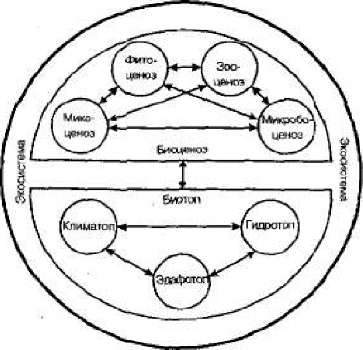 Фито-
ценоз
Зоо-
ценоз
Мико-
ценоз
Микробо-
ценоз
Биоценоз
Экосистема
Экосистема
Биотоп
Климатоп
Гидротоп
Эдафотоп